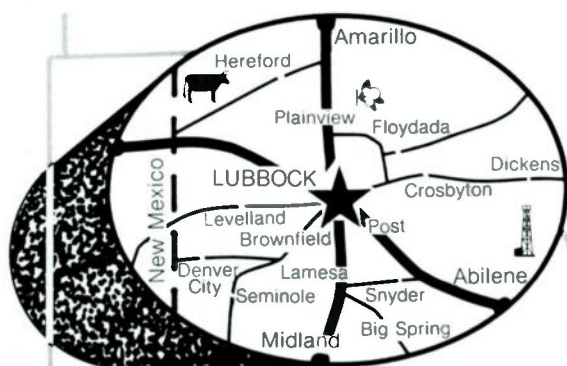 Amarillo
Hereford
Plainview
Floydada
Dickens
LUBBOCK
Crosbyton
New Mexico
Levelland
Post
Brownfield
Denver
City
Lamesa
Abilene
Seminole
Snyder
Big Spring
Midland